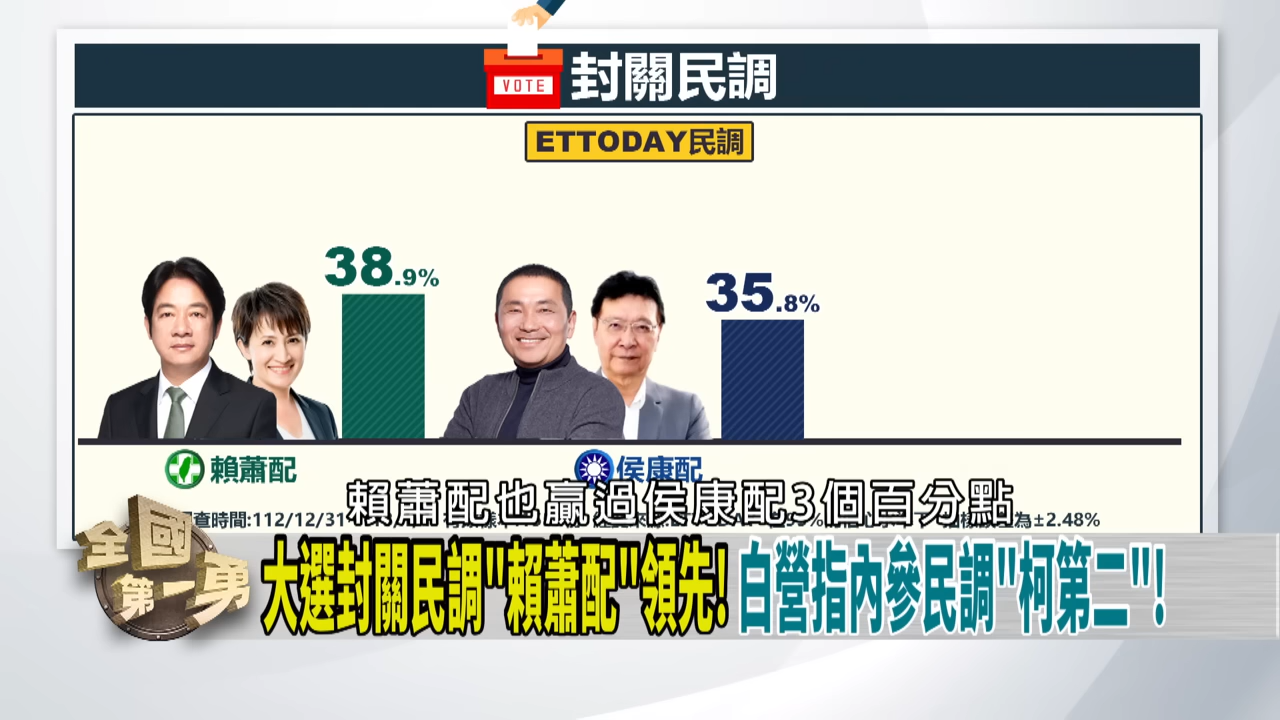 VOTE
封關民調
ETTODAY民調
38.9%
35.8%
賴蕭配
侯康配
查時間:112/12/31
為±2.48%
賴蕭配也贏過侯康配3個百分點
全國第一勇
大選封關民調"賴蕭配"領先! 白營指內參民調"柯第二"!